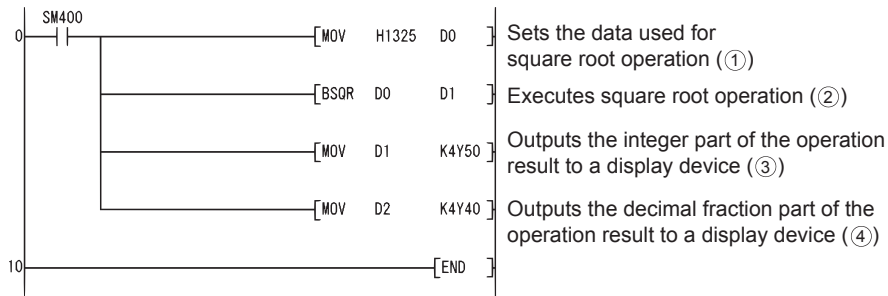 SM400
0 MOV H1325 D0 Sets the data used for
square root operation (①)
BSQR D0 D1 Executes square root operation (②)
MOV D1 K4Y50 Outputs the integer part of the operation
result to a display device (③)
MOV D2 K4Y40 Outputs the decimal fraction part of the
operation result to a display device (④)
10 END